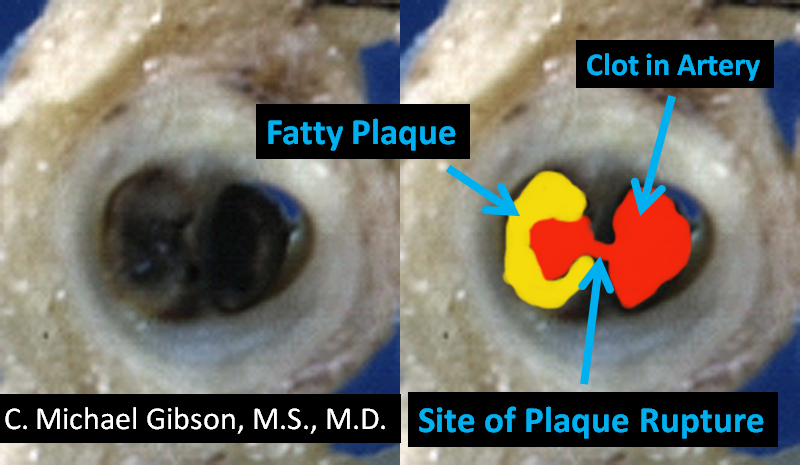 Clot in Artery
Fatty Plaque
C. Michael Gibson, M.S., M.D.
Site of Plaque Rupture